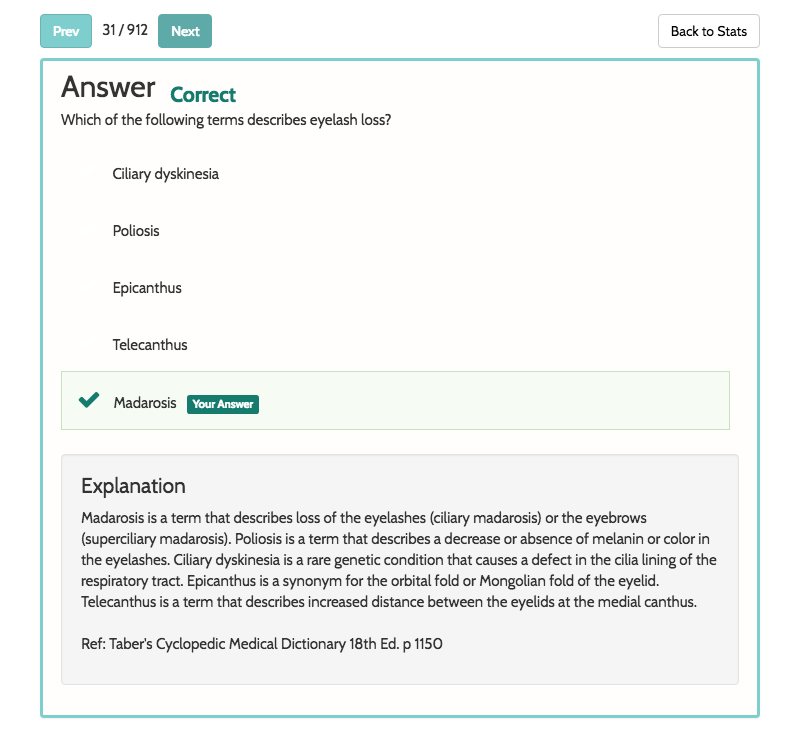 Prev 31 / 912 Next Back to Stats
Answer Correct
Which of the following terms describes eyelash loss?
Ciliary dyskinesia
Poliosis
Epicanthus
Telecanthus
Madarosis Your Answer
Explanation
Madarosis is a term that describes loss of the eyelashes (ciliary madarosis) or the eyebrows
(superciliary madarosis). Poliosis is a term that describes a decrease or absence of melanin or color in
the eyelashes. Ciliary dyskinesia is a rare genetic condition that causes a defect in the cilia lining of the
respiratory tract. Epicanthus is a synonym for the orbital fold or Mongolian fold of the eyelid.
Telecanthus is a term that describes increased distance between the eyelids at the medial canthus.
Ref: Taber's Cyclopedic Medical Dictionary 18th Ed. p 1150